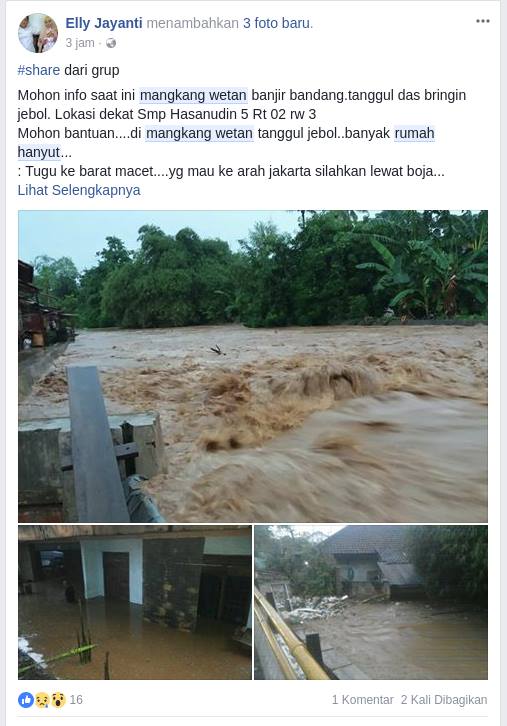 Elly Jayanti menambahkan 3 foto baru.
3 jam ·
#share dari grup
Mohon info saat ini mangkang wetan banjir bandang.tanggul das bringin
jebol. Lokasi dekat Smp Hasanudin 5 Rt 02 rw 3
Mohon bantuan....di mangkang wetan tanggul jebol..banyak rumah
hanyut...
: Tugu ke barat macet....yg mau ke arah jakarta silahkan lewat boja...
Lihat Selengkapnya
16
1 Komentar 2 Kali Dibagikan